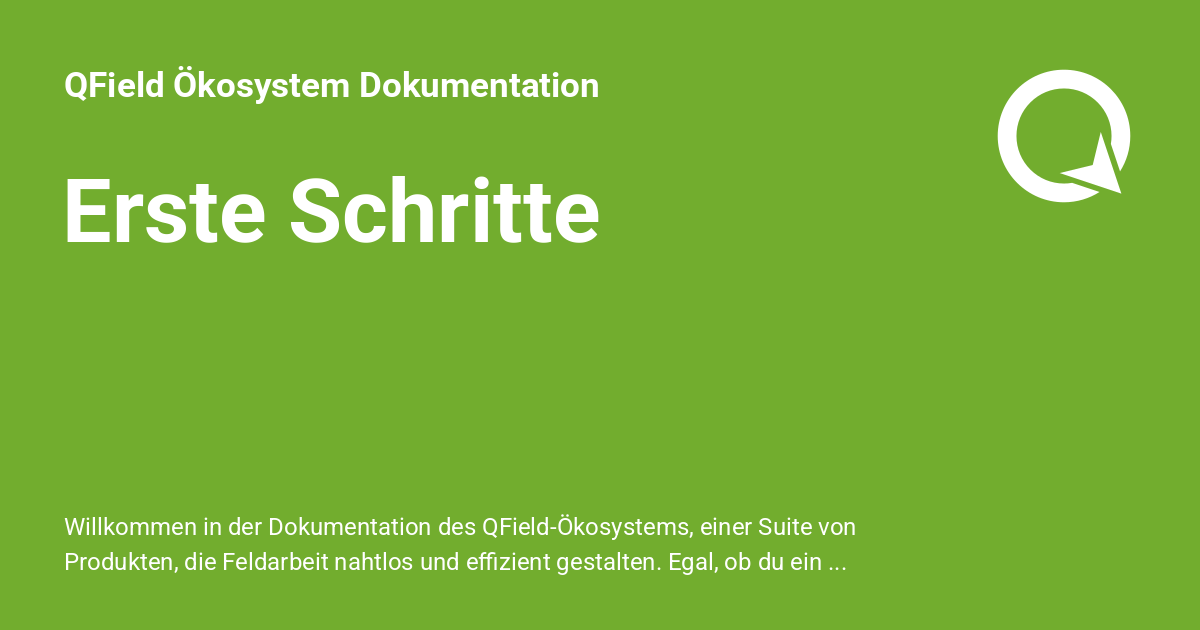 QField Ökosystem Dokumentation
Erste Schritte
Willkommen in der Dokumentation des QField-Ökosystems, einer Suite von
Produkten, die Feldarbeit nahtlos und effizient gestalten. Egal, ob du ein ...